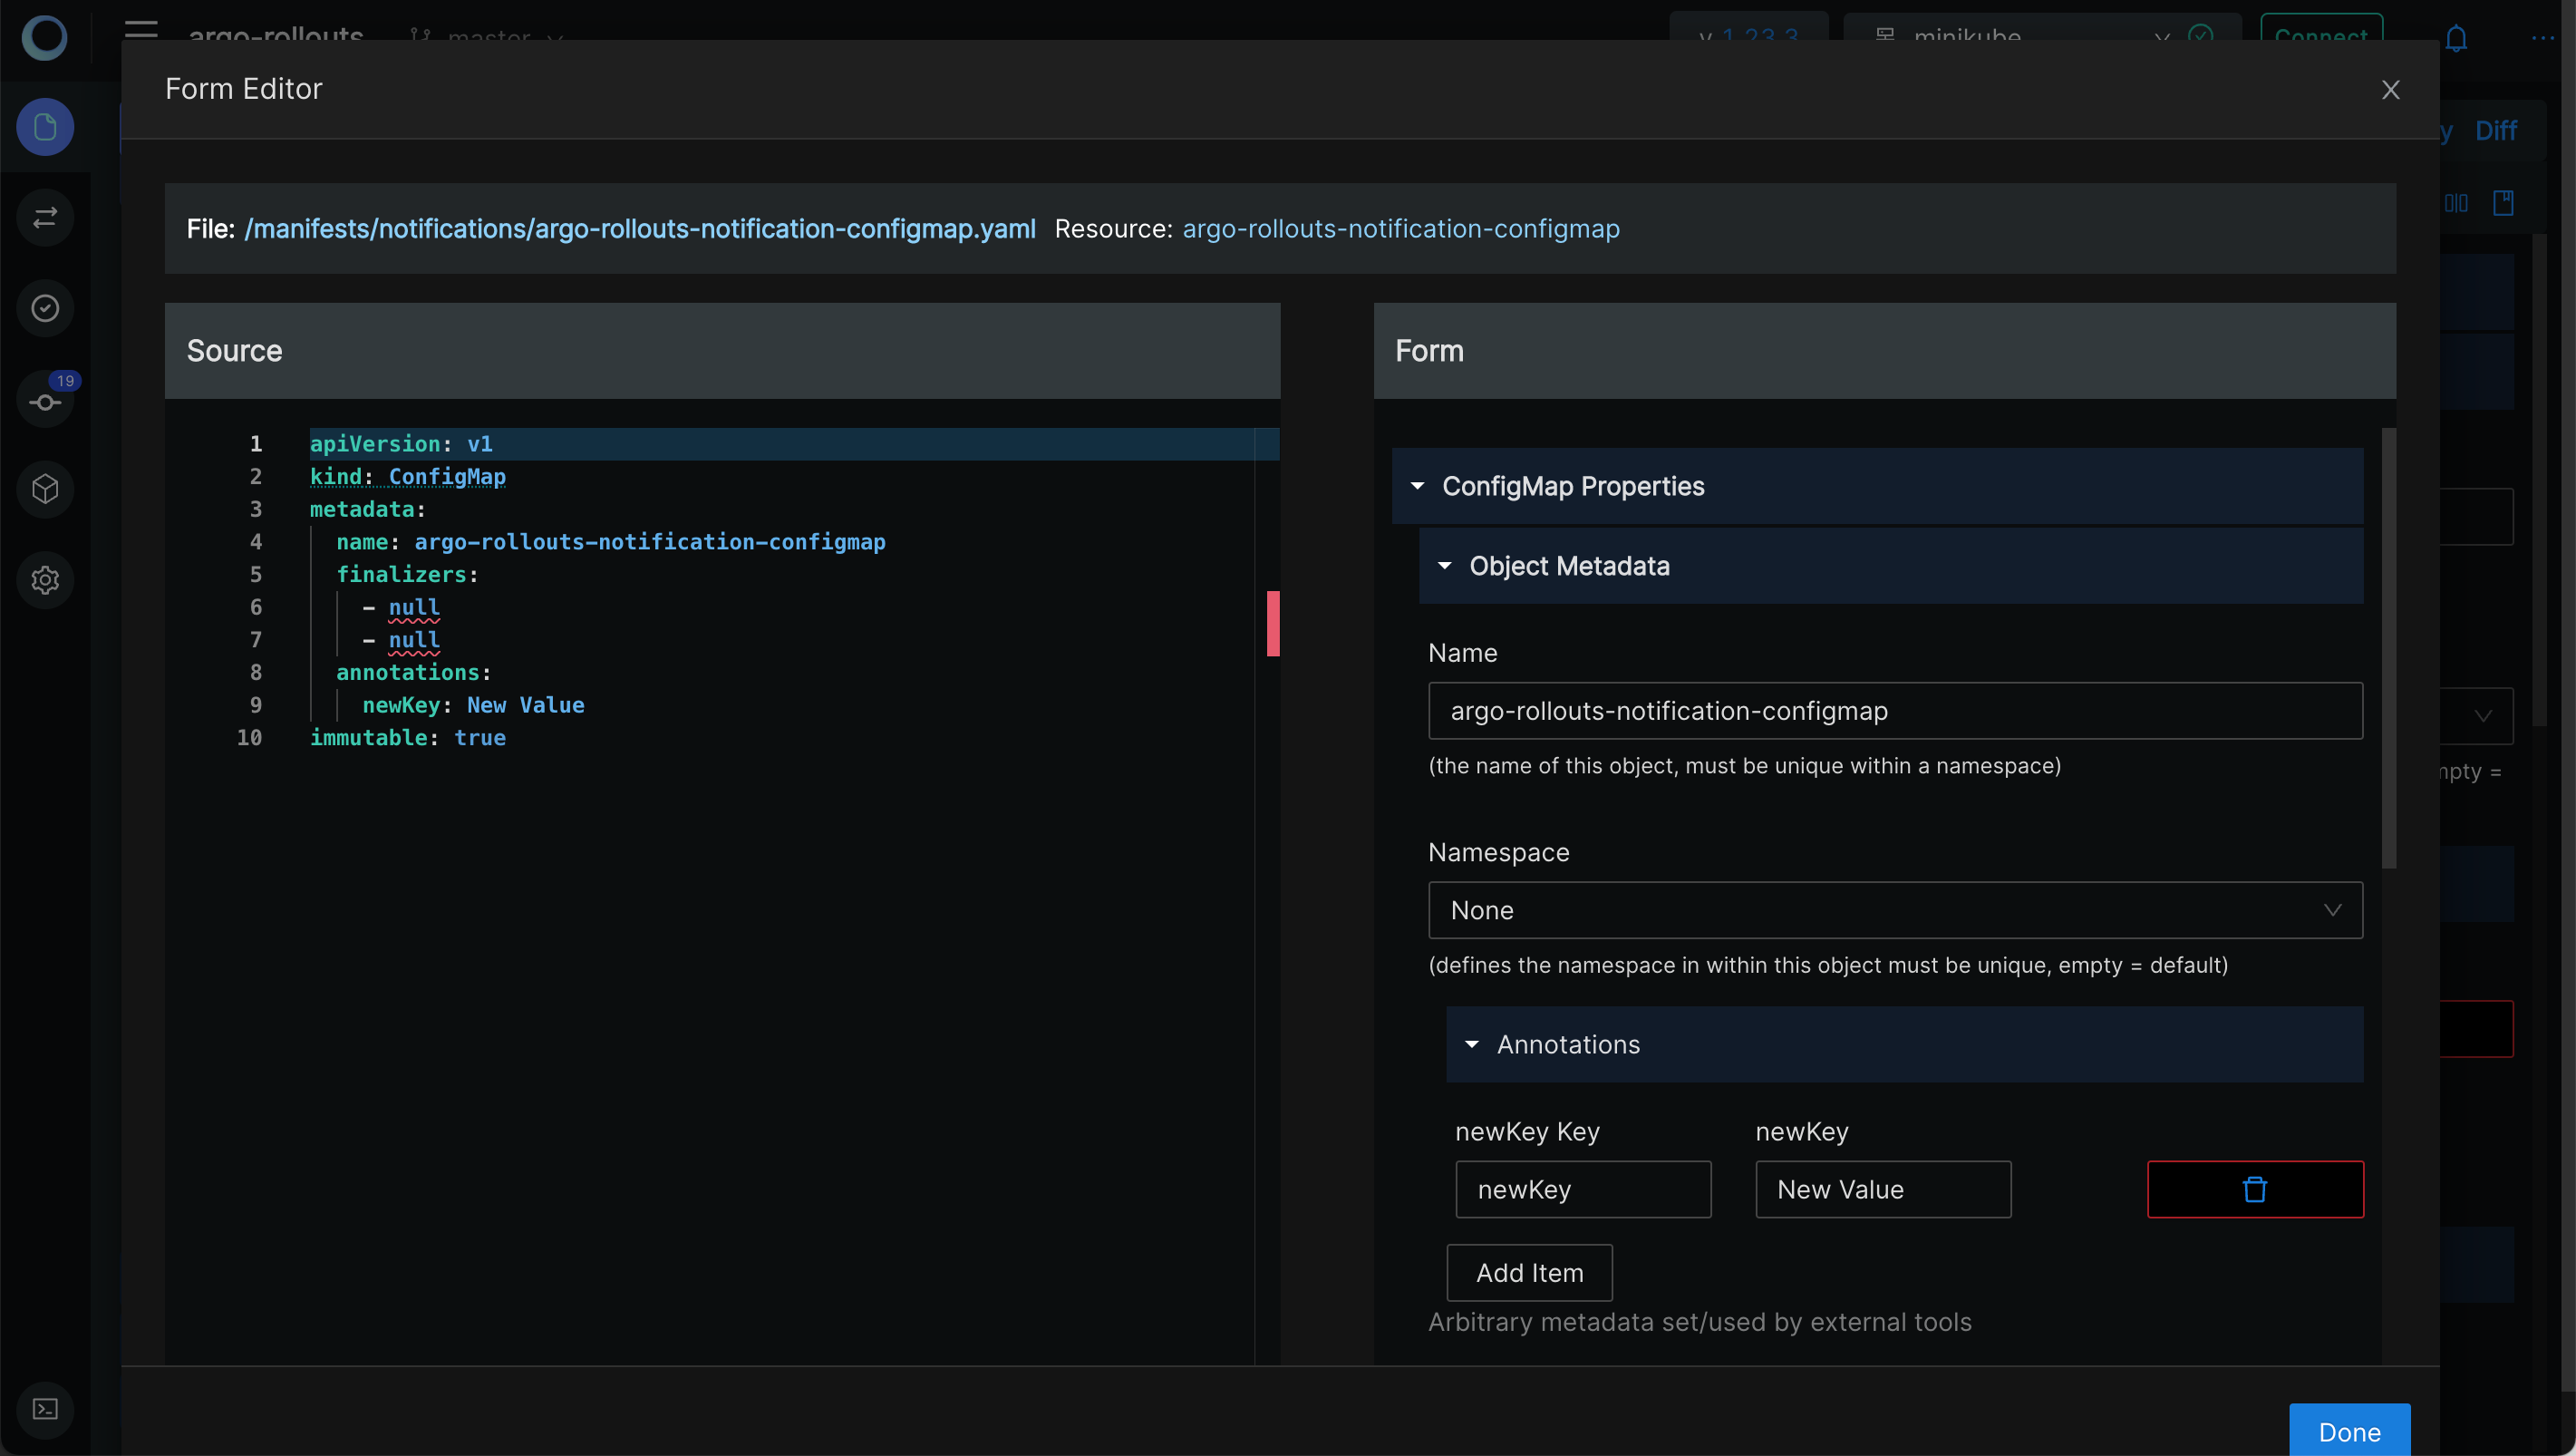 argo-rollouts master v 1.23.3 minikube Connect
Form Editor
y Diff
File: /manifests/notifications/argo-rollouts-notification-configmap.yaml Resource: argo-rollouts-notification-configmap
Source
Form
19
1 apiVersion: v1
2 kind: ConfigMap
3 metadata:
4 name: argo-rollouts-notification-configmap
5 finalizers:
6 - null
7 - null
8 annotations:
9 newKey: New Value
10 immutable: true
ConfigMap Properties
Object Metadata
Name
argo-rollouts-notification-configmap
(the name of this object, must be unique within a namespace)
mpty =
Namespace
None
(defines the namespace in within this object must be unique, empty = default)
Annotations
newKey Key newKey
newKey New Value
Add Item
Arbitrary metadata set/used by external tools
Done